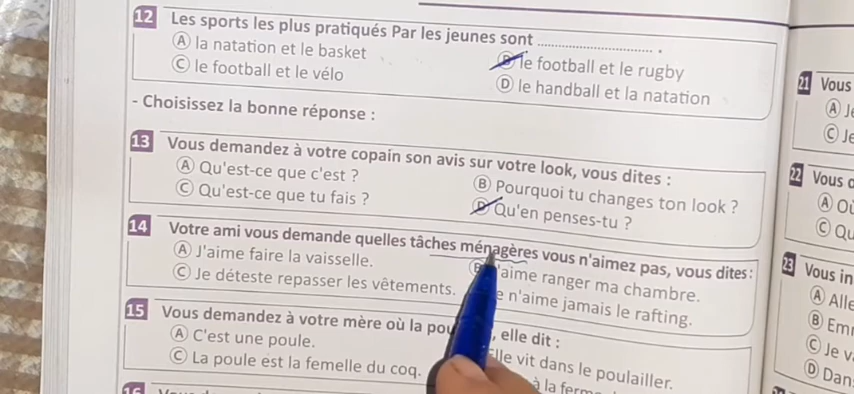 12 Les sports les plus pratiqués Par les jeunes sont .
A la natation et le basket
B le football et le rugby
C le football et le vélo
D le handball et la natation
- Choisissez la bonne réponse :
13 Vous demandez à votre copain son avis sur votre look, vous dites :
A Qu'est-ce que c'est ?
B Pourquoi tu changes ton look ?
C Qu'est-ce que tu fais ?
D Qu'en penses-tu ?
14 Votre ami vous demande quelles tâches ménagères vous n'aimez pas, vous dites :
A J'aime faire la vaisselle.
B 'aime ranger ma chambre.
C Je déteste repasser les vêtements.
e n'aime jamais le rafting.
15 Vous demandez à votre mère où la pou , elle dit :
A C'est une poule.
lle vit dans le poulailler.
C La poule est la femelle du coq.
à la ferm
21 Vous
A J
C Je
22 Vous
A O
C Qu
23 Vous in
A Alle
B Em
C Je v
D Dan